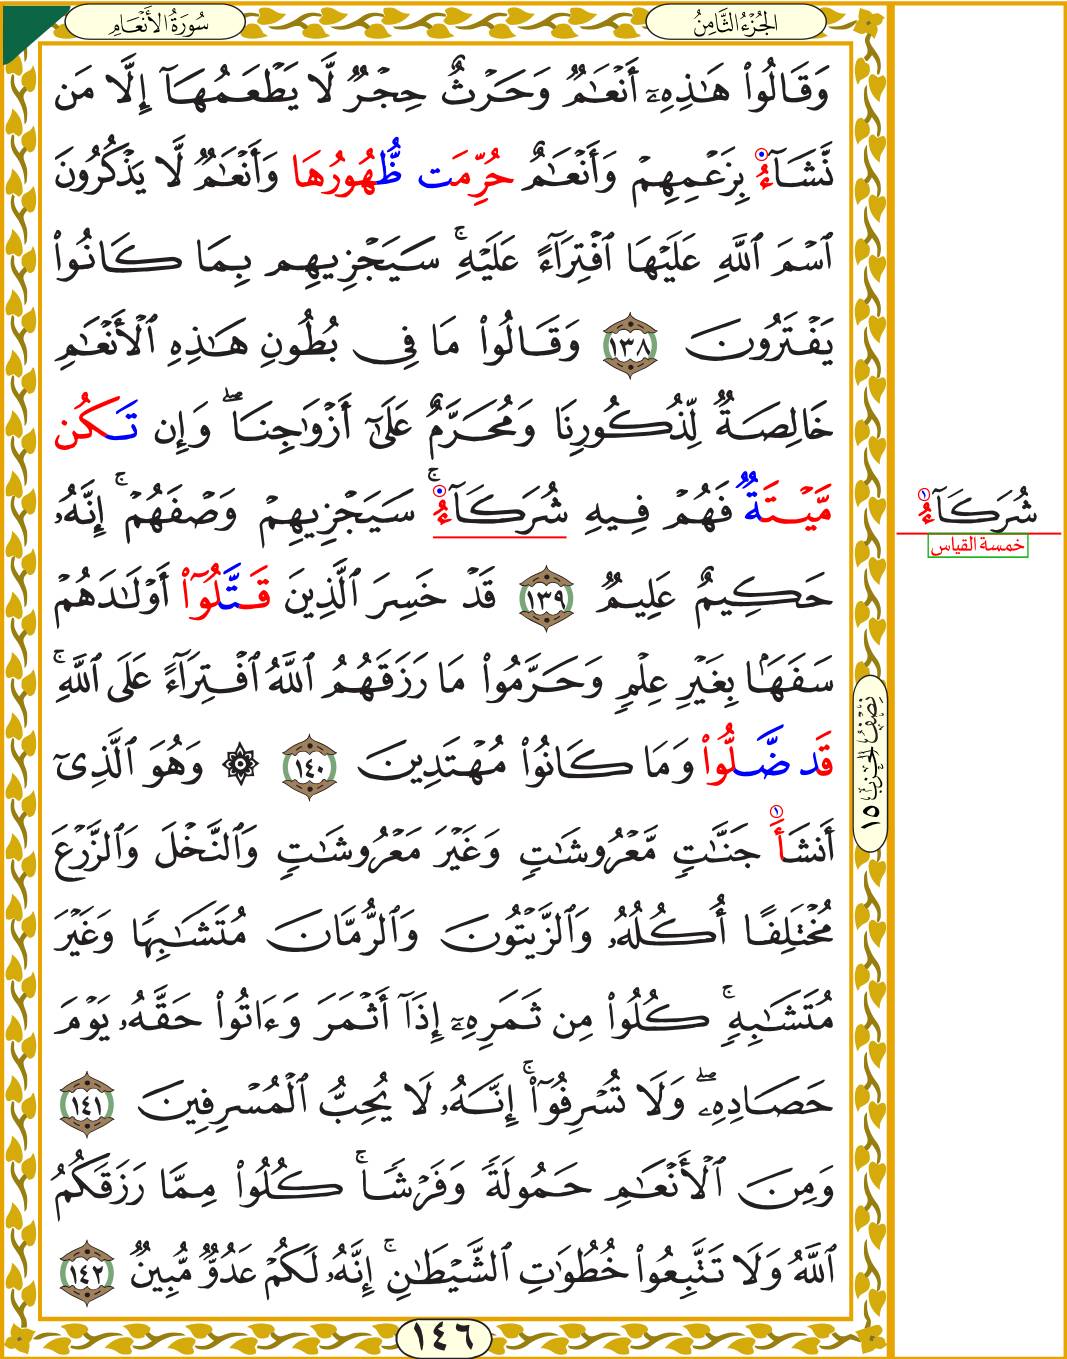 سُورَةُ الأَنْعَامِ
الجُزْءُ الثَّامِنُ
وَقَالُوا۟ هَـٰذِهِۦٓ أَنْعَـٰمٌ وَحَرْثٌ حِجْرٌ لَّا يَطْعَمُهَآ إِلَّا مَن
نَّشَآءُ بِزَعْمِهِمْ وَأَنْعَـٰمٌ حُرِّمَت ظُّهُورُهَا وَأَنْعَـٰمٌ لَّا يَذْكُرُونَ
ٱسْمَ ٱللَّهِ عَلَيْهَا ٱفْتِرَآءً عَلَيْهِ ۚ سَيَجْزِيهِم بِمَا كَانُوا۟
يَفْتَرُونَ ١٣٨ وَقَالُوا۟ مَا فِى بُطُونِ هَـٰذِهِ ٱلْأَنْعَـٰمِ
خَالِصَةٌ لِّذُكُورِنَا وَمُحَرَّمٌ عَلَىٰٓ أَزْوَٰجِنَا ۖ وَإِن تَكُن
مَّيْتَةٌ فَهُمْ فِيهِ شُرَكَآءُ ۚ سَيَجْزِيهِمْ وَصْفَهُمْ ۚ إِنَّهُۥ
حَكِيمٌ عَلِيمٌ ١٣٩ قَدْ خَسِرَ ٱلَّذِينَ قَتَّلُوٓا۟ أَوْلَـٰدَهُمْ
سَفَهًۢا بِغَيْرِ عِلْمٍ وَحَرَّمُوا۟ مَا رَزَقَهُمُ ٱللَّهُ ٱفْتِرَآءً عَلَى ٱللَّهِ ۚ
قَد ضَّلُّوا۟ وَمَا كَانُوا۟ مُهْتَدِينَ ١٤٠ ۞ وَهُوَ ٱلَّذِىٓ
أَنشَأَ جَنَّـٰتٍ مَّعْرُوشَـٰتٍ وَغَيْرَ مَعْرُوشَـٰتٍ وَٱلنَّخْلَ وَٱلزَّرْعَ
مُخْتَلِفًا أُكُلُهُۥ وَٱلزَّيْتُونَ وَٱلرُّمَّانَ مُتَشَـٰبِهًا وَغَيْرَ
مُتَشَـٰبِهٍ ۚ كُلُوا۟ مِن ثَمَرِهِۦٓ إِذَآ أَثْمَرَ وَءَاتُوا۟ حَقَّهُۥ يَوْمَ
حَصَادِهِۦ ۖ وَلَا تُسْرِفُوٓا۟ ۚ إِنَّهُۥ لَا يُحِبُّ ٱلْمُسْرِفِينَ ١٤١
وَمِنَ ٱلْأَنْعَـٰمِ حَمُولَةً وَفَرْشًا ۚ كُلُوا۟ مِمَّا رَزَقَكُمُ
ٱللَّهُ وَلَا تَتَّبِعُوا۟ خُطُوَٰتِ ٱلشَّيْطَـٰنِ ۚ إِنَّهُۥ لَكُمْ عَدُوٌّ مُّبِينٌ ١٤٢
شُرَكَآءُ ١
خمسة القياس
نِصْفُ الحِزْبِ ١٥
١٤٦